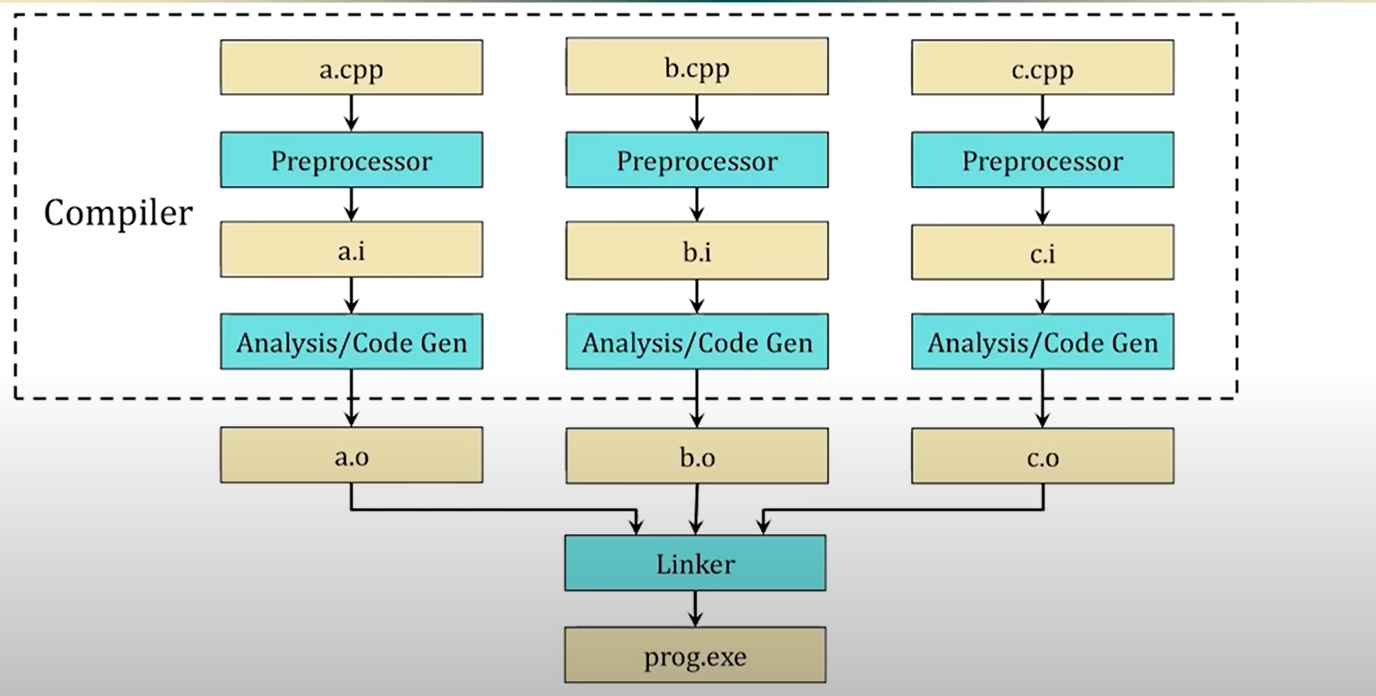 a.cpp
b.cpp
c.cpp
Preprocessor
Preprocessor
Preprocessor
Compiler
a.i
b.i
c.i
Analysis/Code Gen
Analysis/Code Gen
Analysis/Code Gen
a.o
b.o
c.o
Linker
prog.exe